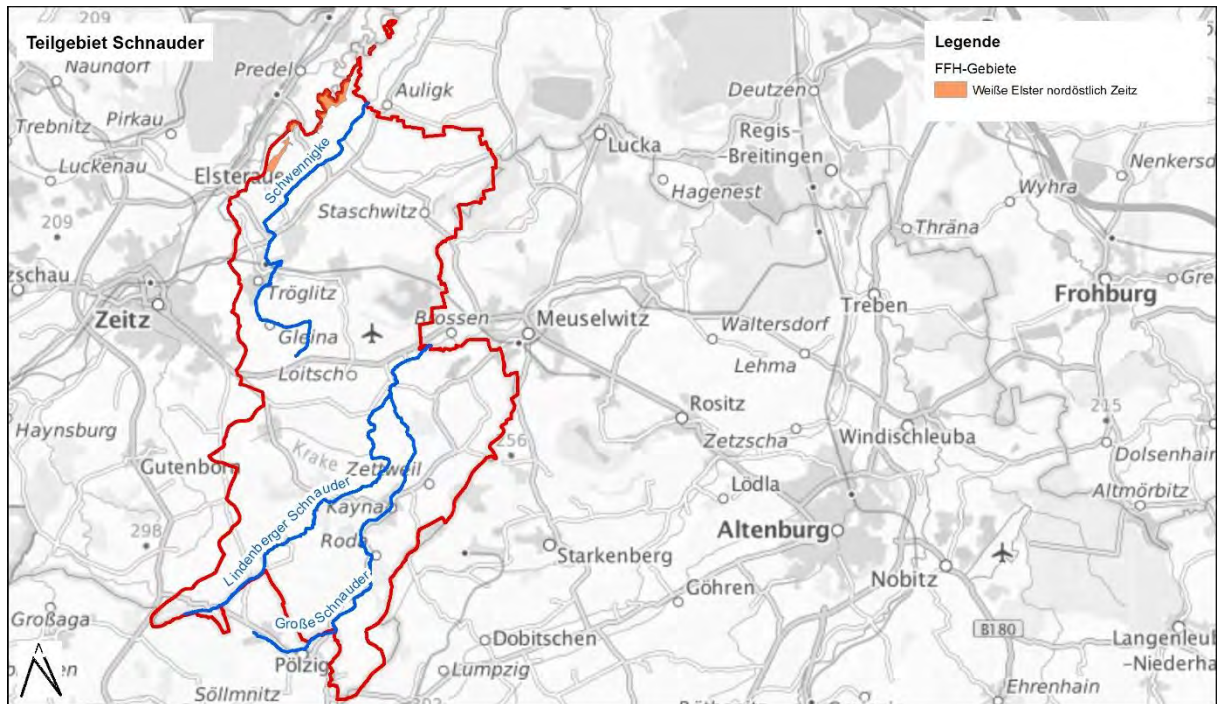 Teilgebiet Schnauder
Legende
FFH-Gebiete
Weiße Elster nordöstlich Zeitz
209
Naundorf
Predel
Auligk
Deutzen
Trebnitz
Pirkau
Luckenau
Lucka
Regis-
-Breitingen
Nenkersd
Elsteraue
Schwennigke
Hagenest
Wyhra
Staschwitz
209
Thräna
zschau
Gre
Zeitz
Tröglitz
Treben
Frohburg
Gleina
Brossen
Meuselwitz
Waltersdorf
Loitsch
Lehma
Rositz
215
Haynsburg
Zetzscha
Windischleuba
256
Krake
Zettweil
Dolsenhain
Gutenborn
Lödla
Altmörbitz
Kayna
298
Lindenberger Schnauder
Roda
Altenburg
Starkenberg
Nobitz
Göhren
Großaga
Große Schnauder
Dobitschen
B180
Langenleub
-Niederha
Pölzig
Lumpzig
Söllmnitz
Ehrenhain